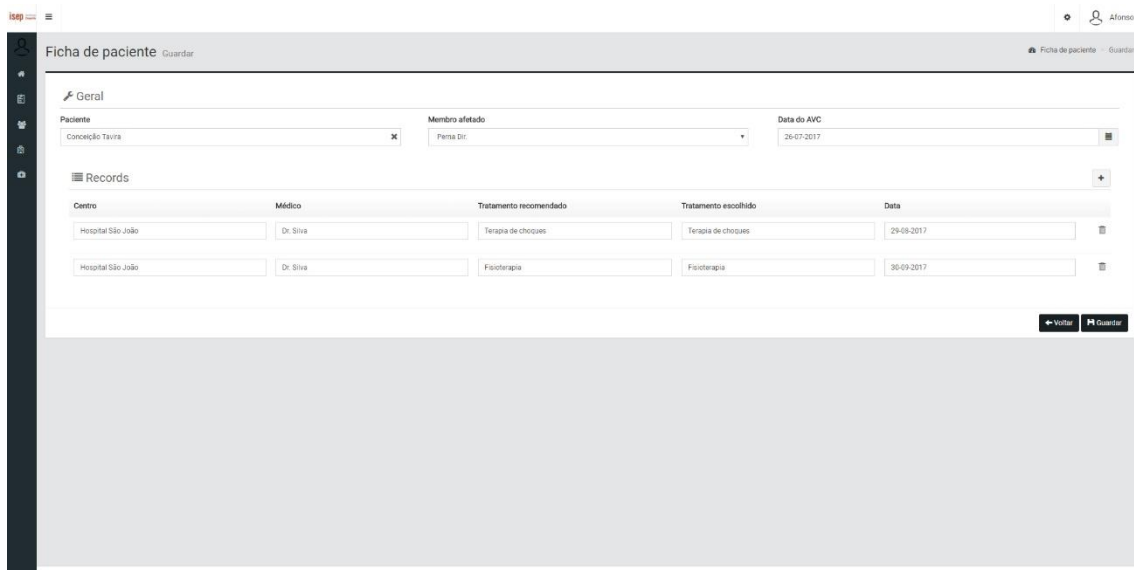 isep
Afonso
Ficha de paciente Guardar
Ficha de paciente Guardar
Geral
Paciente Membro afetado Data do AVC
Conceição Tavira Perna Dir. 26-07-2017
Records
Centro Médico Tratamento recomendado Tratamento escolhido Data
Hospital São João Dr. Silva Terapia de choques Terapia de choques 29-08-2017
Hospital São João Dr. Silva Fisioterapia Fisioterapia 30-09-2017
Voltar Guardar